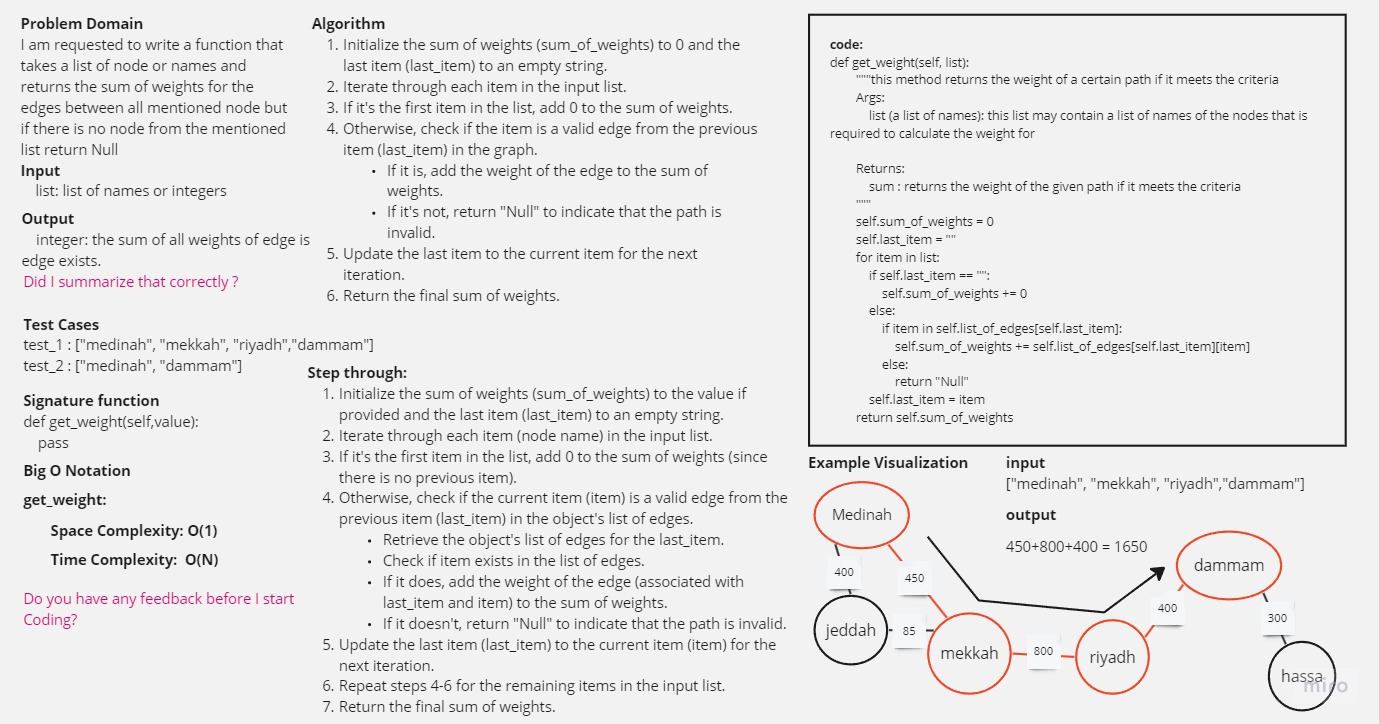 Problem Domain
I am requested to write a function that
takes a list of node or names and
returns the sum of weights for the
edges between all mentioned node but
if there is no node from the mentioned
list return Null
Input
list: list of names or integers
Output
integer: the sum of all weights of edge is
edge exists.
Did I summarize that correctly ?
Test Cases
test_1 : ["medinah", "mekkah", "riyadh","dammam"]
test_2 : ["medinah", "dammam"]
Signature function
def get_weight(self,value):
pass
Big O Notation
get_weight:
Space Complexity: O(1)
Time Complexity: O(N)
Do you have any feedback before I start
Coding?
Algorithm
1. Initialize the sum of weights (sum_of_weights) to 0 and the
last item (last_item) to an empty string.
2. Iterate through each item in the input list.
3. If it's the first item in the list, add 0 to the sum of weights.
4. Otherwise, check if the item is a valid edge from the previous
item (last_item) in the graph.
• If it is, add the weight of the edge to the sum of
weights.
• If it's not, return "Null" to indicate that the path is
invalid.
5. Update the last item to the current item for the next
iteration.
6. Return the final sum of weights.
Step through:
1. Initialize the sum of weights (sum_of_weights) to the value if
provided and the last item (last_item) to an empty string.
2. Iterate through each item (node name) in the input list.
3. If it's the first item in the list, add 0 to the sum of weights (since
there is no previous item).
4. Otherwise, check if the current item (item) is a valid edge from the
previous item (last_item) in the object's list of edges.
• Retrieve the object's list of edges for the last_item.
• Check if item exists in the list of edges.
• If it does, add the weight of the edge (associated with
last_item and item) to the sum of weights.
• If it doesn't, return "Null" to indicate that the path is invalid.
5. Update the last item (last_item) to the current item (item) for the
next iteration.
6. Repeat steps 4-6 for the remaining items in the input list.
7. Return the final sum of weights.
code:
def get_weight(self, list):
"""this method returns the weight of a certain path if it meets the criteria
Args:
list (a list of names): this list may contain a list of names of the nodes that is
required to calculate the weight for
Returns:
sum : returns the weight of the given path if it meets the criteria
"""
self.sum_of_weights = 0
self.last_item = ""
for item in list:
if self.last_item == "":
self.sum_of_weights += 0
else:
if item in self.list_of_edges[self.last_item]:
self.sum_of_weights += self.list_of_edges[self.last_item][item]
else:
return "Null"
self.last_item = item
return self.sum_of_weights
Example Visualization
input
["medinah", "mekkah", "riyadh","dammam"]
output
450+800+400 = 1650
Medinah
dammam
400
450
400
300
jeddah
85
mekkah
800
riyadh
hassa
miro